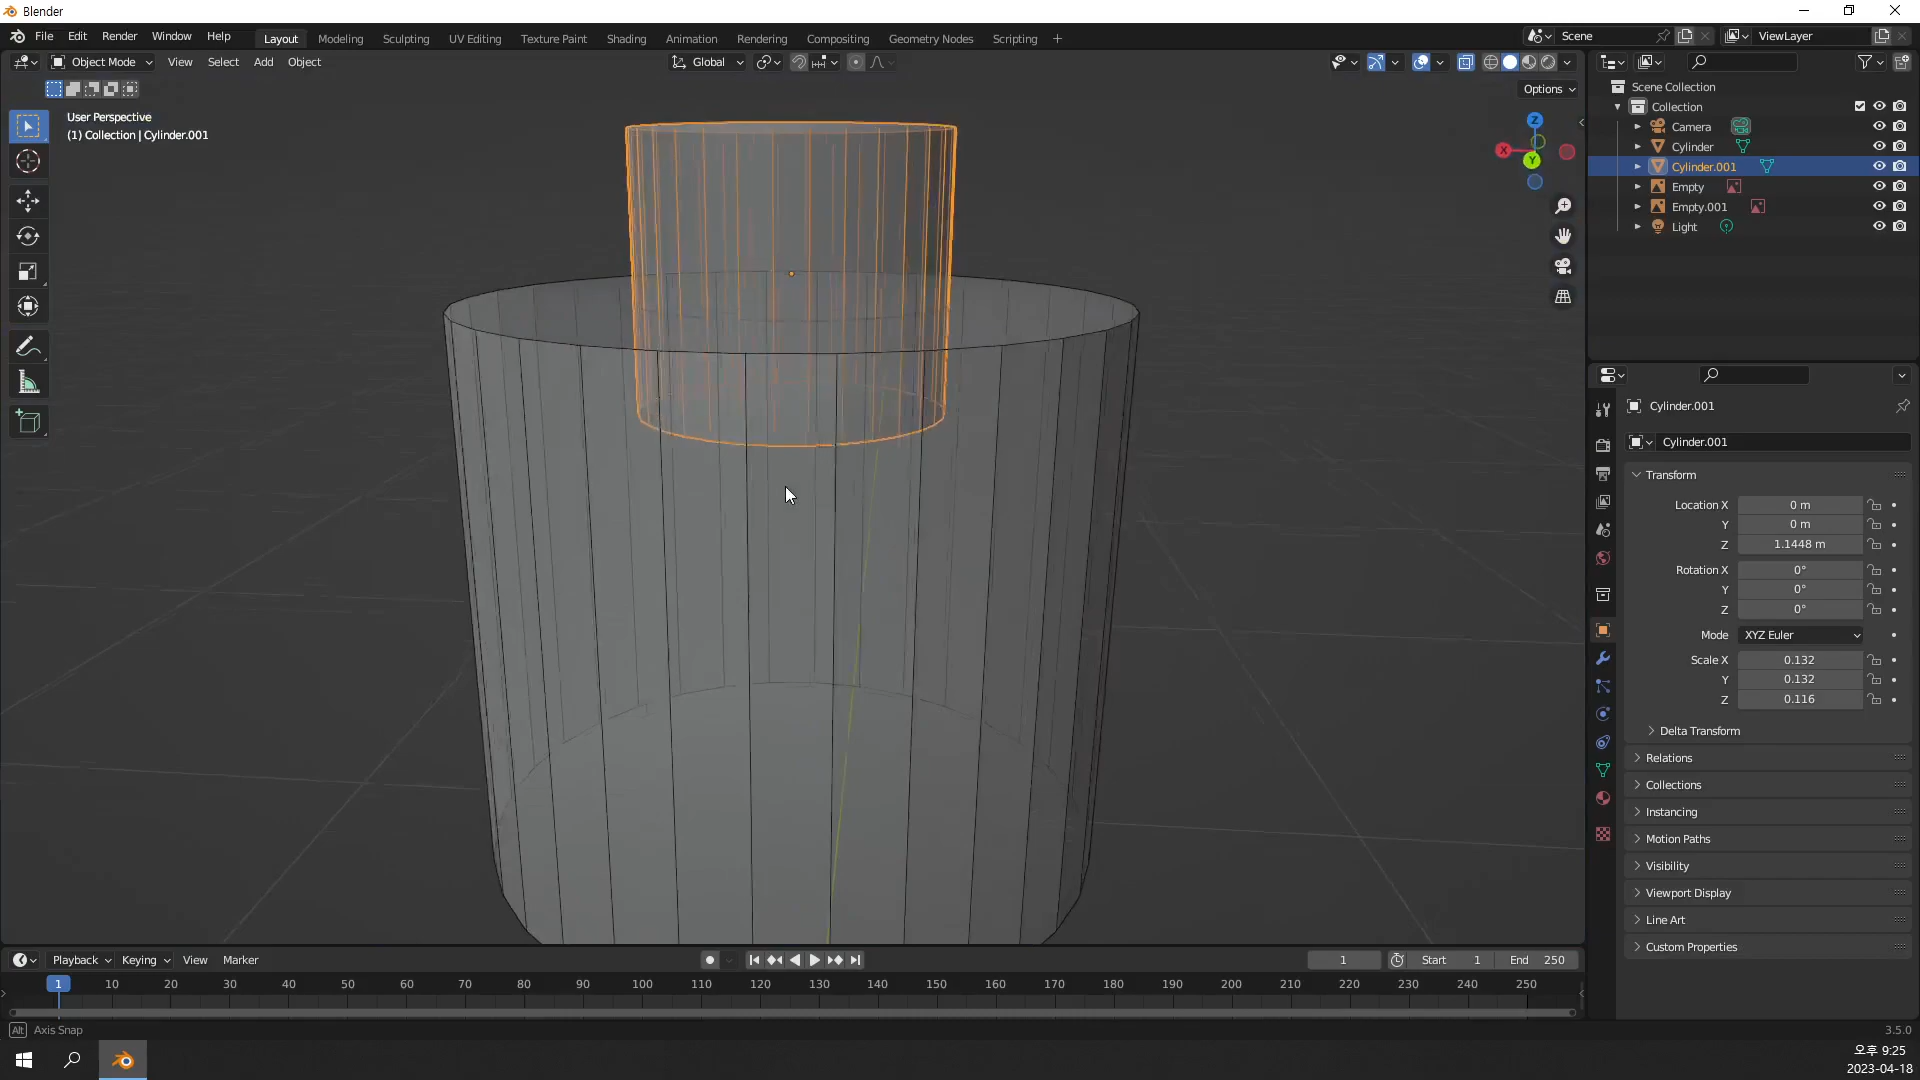 Blender
File Edit Render Window Help Layout Modeling Sculpting UV Editing Texture Paint Shading Animation Rendering Compositing Geometry Nodes Scripting Scene ViewLayer
Object Mode View Select Add Object Global
Options
User Perspective
(1) Collection | Cylinder.001
Z
X
Y
Scene Collection
Collection
Camera
Cylinder
Cylinder.001
Empty
Empty.001
Light
Cylinder.001
Cylinder.001
Transform
Location X 0 m
Y 0 m
Z 1.1448 m
Rotation X 0°
Y 0°
Z 0°
Mode XYZ Euler
Scale X 0.132
Y 0.132
Z 0.116
Delta Transform
Relations
Collections
Instancing
Motion Paths
Visibility
Viewport Display
Line Art
Custom Properties
Playback Keying View Marker 1 Start 1 End 250
1 10 20 30 40 50 60 70 80 90 100 110 120 130 140 150 160 170 180 190 200 210 220 230 240 250
Alt Axis Snap 3.5.0
오후 9:25
2023-04-18